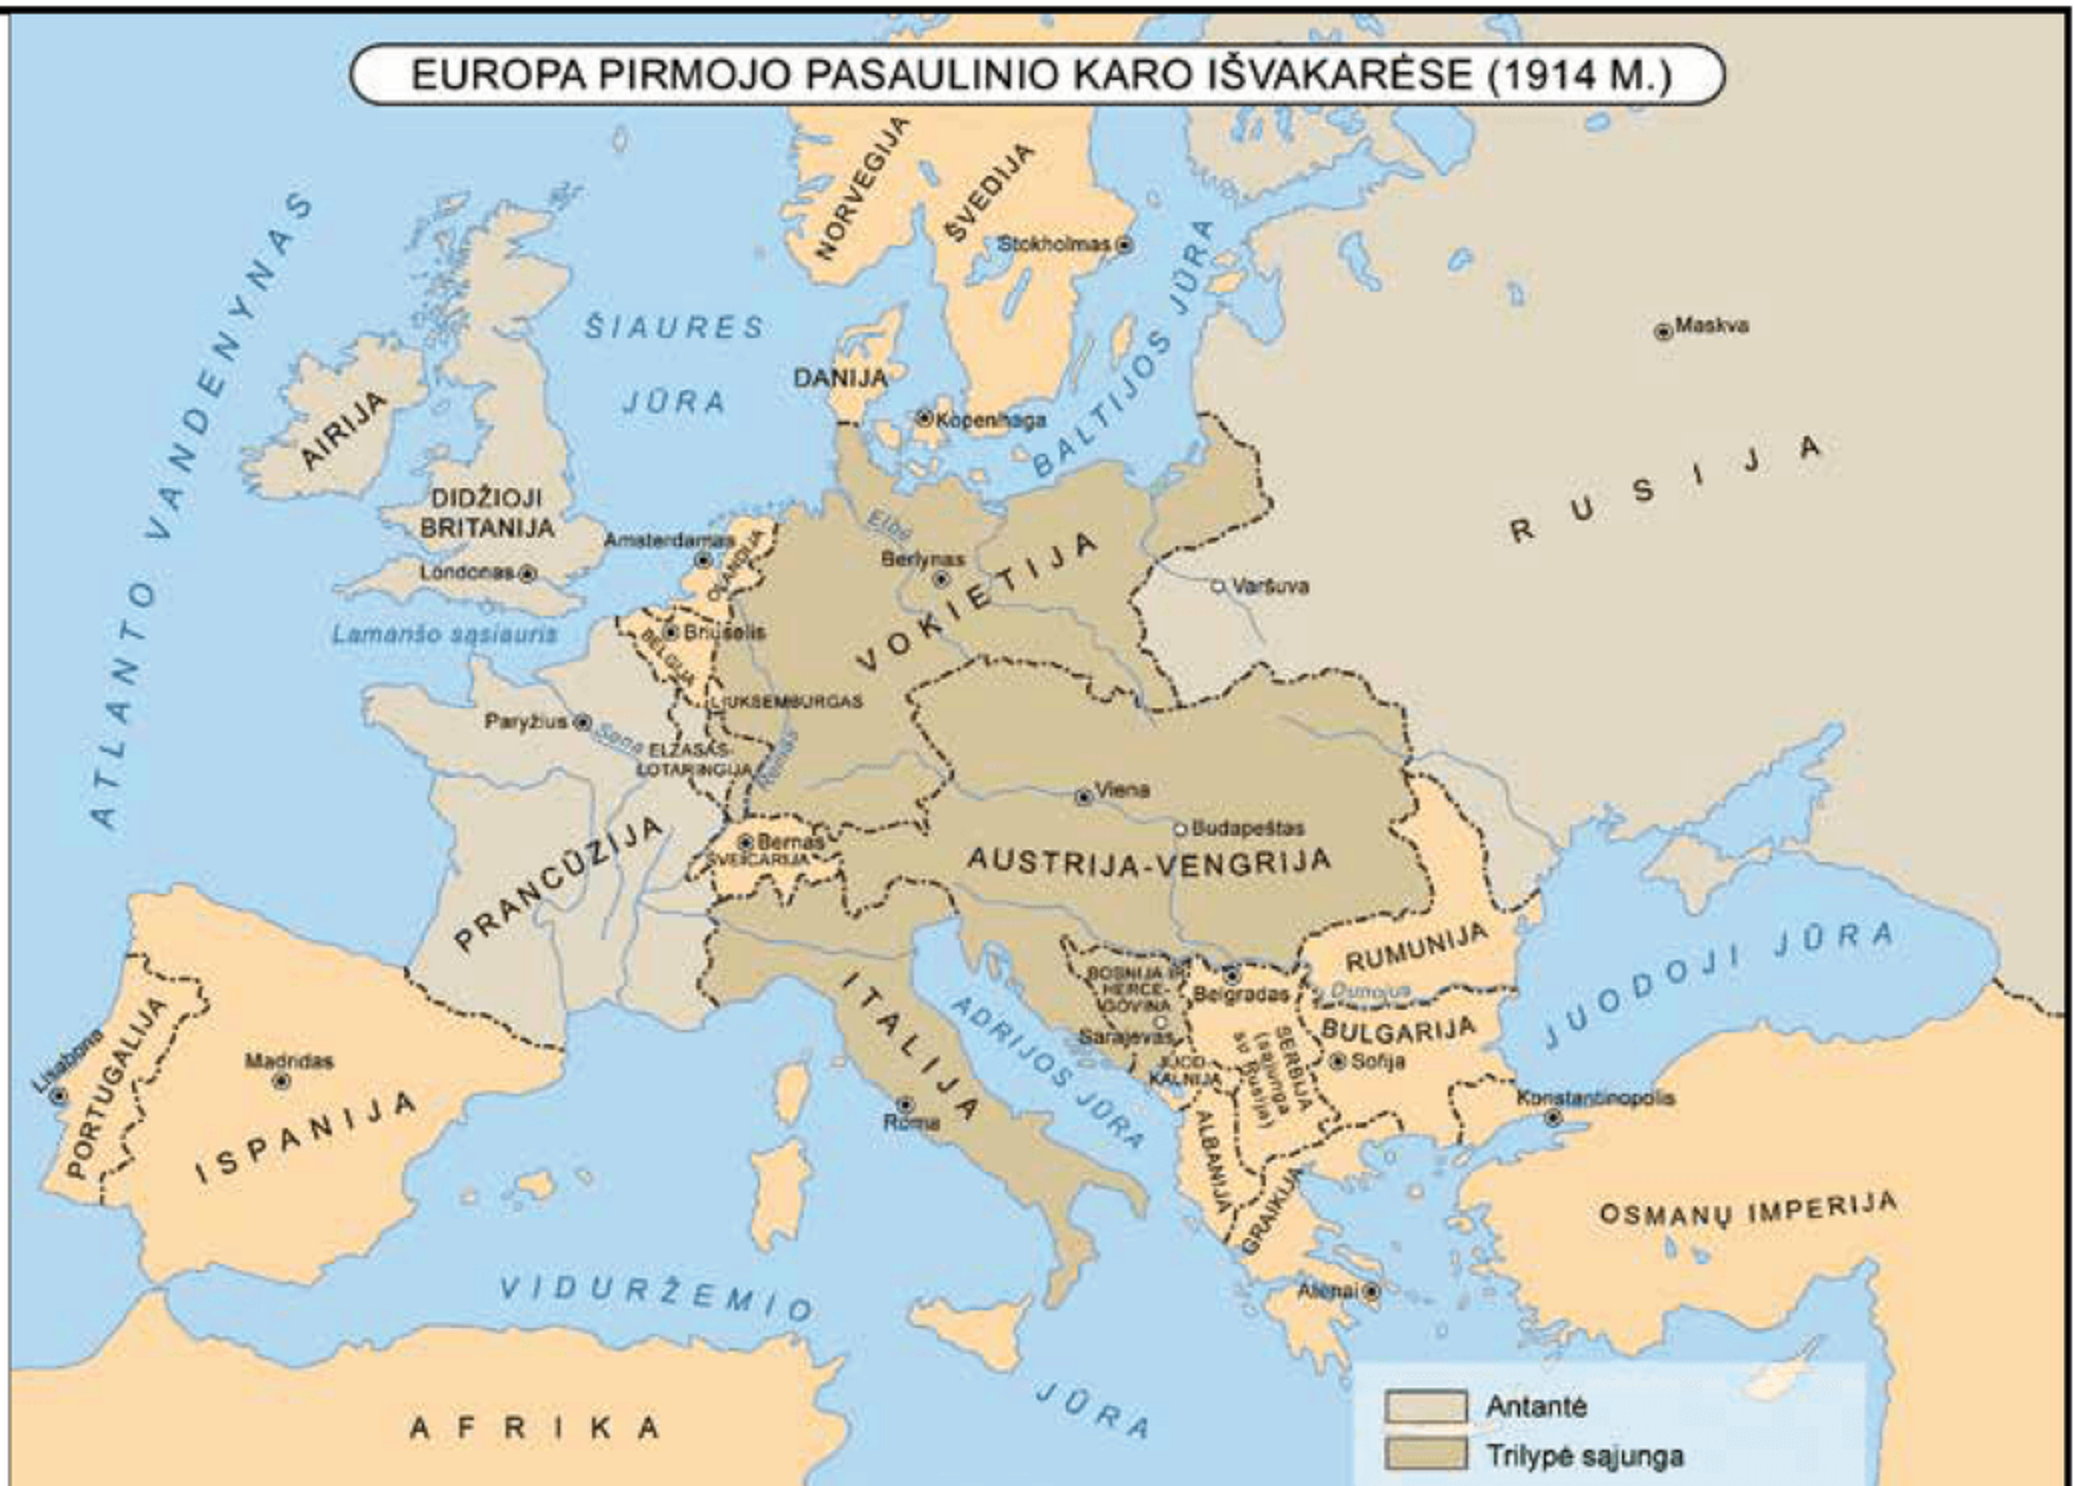 EUROPA PIRMOJO PASAULINIO KARO IŠVAKARĖSE (1914 M.)
NORVEGIJA
ŠVEDIJA
Stokholmas
ATLANTO VANDENYNAS
ŠIAURES
JŪRA
BALTIJOS JŪRA
Maskva
DANIJA
Kopenhaga
AIRIJA
RUSIJA
DIDŽIOJI
BRITANIJA
Londonas
Amsterdamas
OLANDIJA
Elbė
Berlynas
VOKIETIJA
Varšuva
Lamanšo sąsiauris
Briuselis
BELGIJA
LIUKSEMBURGAS
Paryžius
Sena
ELZASAS-
LOTARINGIJA
Reinas
Viena
Budapeštas
PRANCŪZIJA
Bernas
ŠVEICARIJA
AUSTRIJA-VENGRIJA
RUMUNIJA
JUODOJI JŪRA
BOSNIJA IR
HERCE-
GOVINA
Sarajevas
Belgradas
Dunojus
ITALIJA
ADRIJOS JŪRA
SERBIJA
(sąjunga
su Rusija)
BULGARIJA
Sofija
JUOD-
KALNIJA
Lisabona
PORTUGALIJA
Madridas
ISPANIJA
Roma
ALBANIJA
Konstantinopolis
GRAIKIJA
OSMANŲ IMPERIJA
Atėnai
VIDURŽEMIO
JŪRA
AFRIKA
Antantė
Trilypė sąjunga